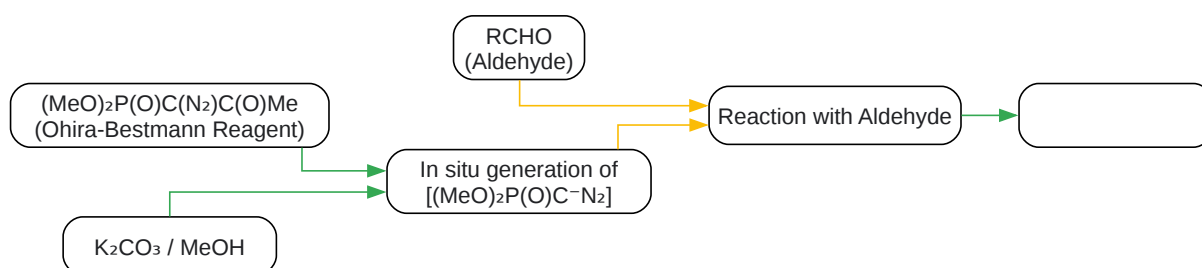 RCHO
(Aldehyde)
(MeO)₂P(O)C(N₂)C(O)Me
(Ohira-Bestmann Reagent)
Reaction with Aldehyde
In situ generation of
[(MeO)₂P(O)C⁻N₂]
K₂CO₃ / MeOH